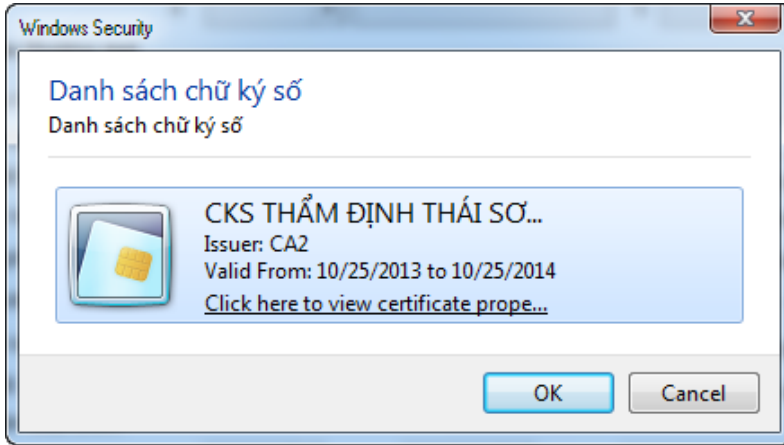 Windows Security
Danh sách chữ ký số
Danh sách chữ ký số
CKS THẨM ĐỊNH THÁI SƠ...
Issuer: CA2
Valid From: 10/25/2013 to 10/25/2014
Click here to view certificate prope...
OK
Cancel